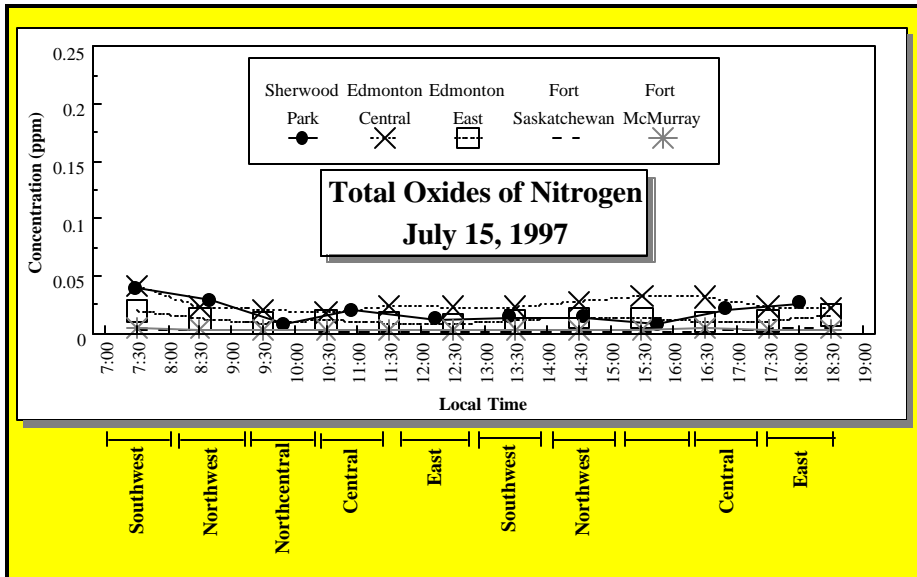 0.25
0.2
0.15
0.1
0.05
0
Concentration (ppm)
Sherwood Edmonton Edmonton Fort Fort
Park Central East Saskatchewan McMurray
Total Oxides of Nitrogen
July 15, 1997
7:00 7:30 8:00 8:30 9:00 9:30 10:00 10:30 11:00 11:30 12:00 12:30 13:00 13:30 14:00 14:30 15:00 15:30 16:00 16:30 17:00 17:30 18:00 18:30 19:00
Local Time
Southwest Northwest Northcentral Central East Southwest Northwest Central East